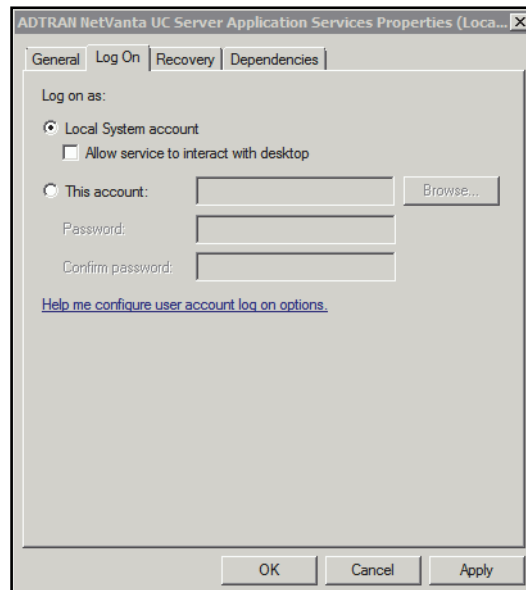 ADTRAN NetVanta UC Server Application Services Properties (Loca...
General Log On Recovery Dependencies
Log on as:
Local System account
Allow service to interact with desktop
This account: Browse...
Password:
Confirm password:
Help me configure user account log on options.
OK Cancel Apply